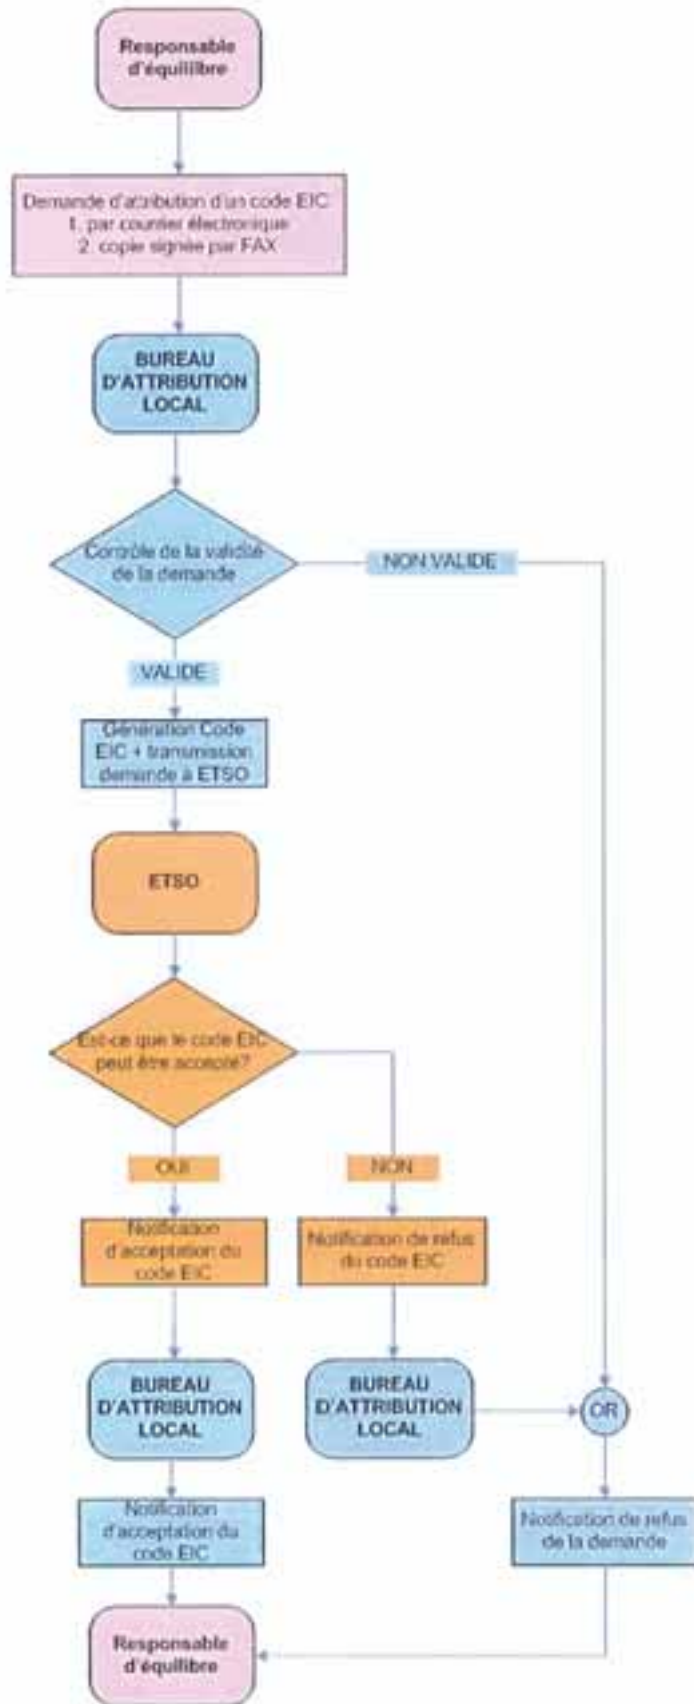 Responsable
d'équilibre
Demande d'attribution d'un code EIC
1. par courrier électronique
2. copie signée par FAX
BUREAU
D'ATTRIBUTION
LOCAL
Contrôle de la validité
de la demande
NON VALIDE
VALIDE
Génération Code
EIC + transmission
demande à ETSO
ETSO
Est-ce que le code EIC
peut être accepté?
OUI
NON
Notification
d'acceptation du
code EIC
Notification de refus
du code EIC
BUREAU
D'ATTRIBUTION
LOCAL
BUREAU
D'ATTRIBUTION
LOCAL
OR
Notification
d'acceptation du
code EIC
Notification de refus
de la demande
Responsable
d'équilibre